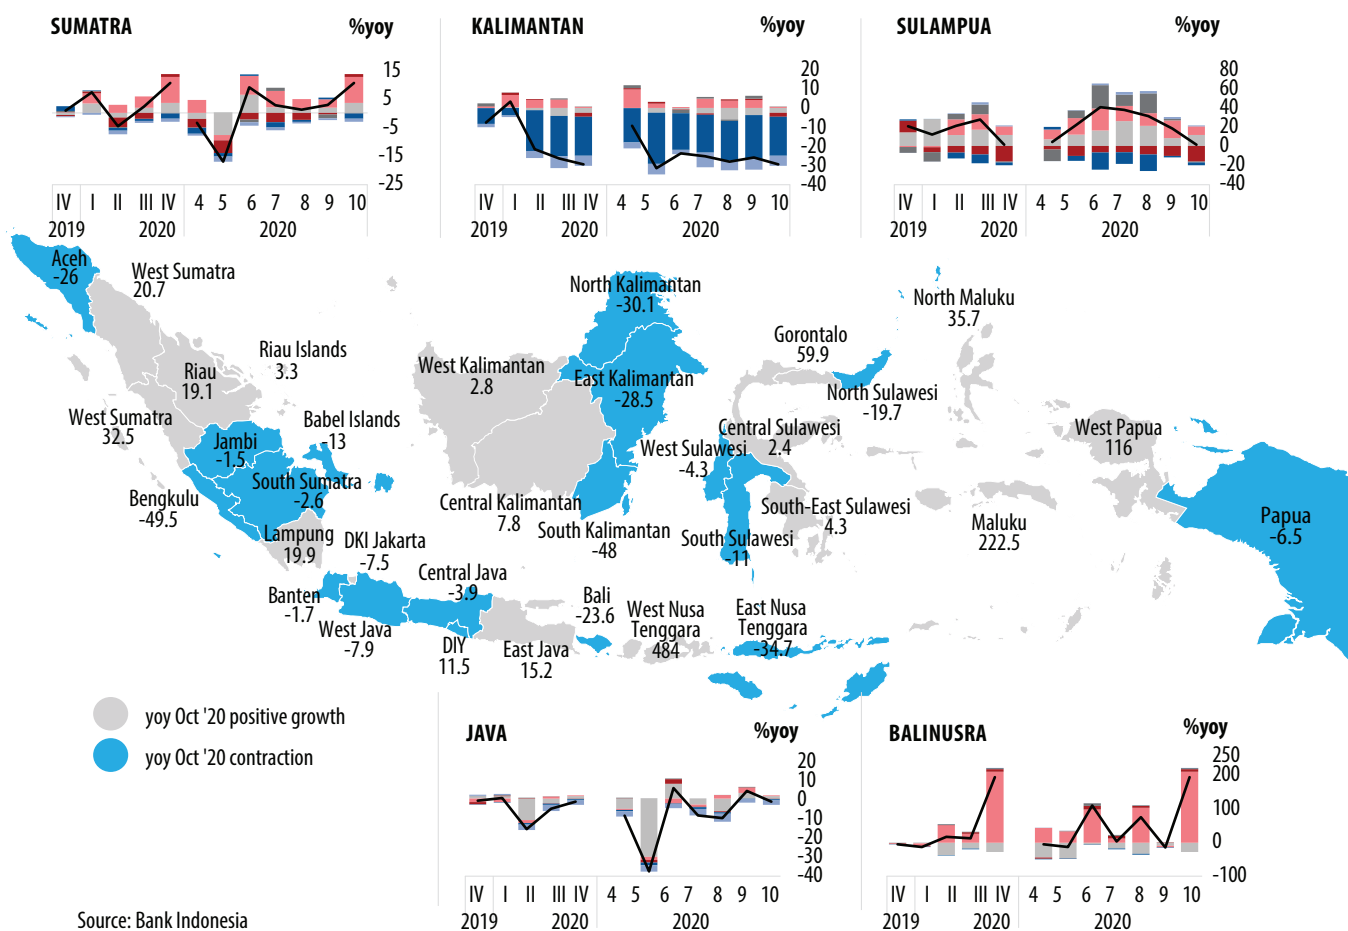 SUMATRA %yoy
15
5
-5
-15
-25
IV I II III IV 4 5 6 7 8 9 10
2019 2020 2020
KALIMANTAN %yoy
20
10
0
-10
-20
-30
-40
IV I II III IV 4 5 6 7 8 9 10
2019 2020 2020
SULAMPUA %yoy
80
60
40
20
0
-20
-40
IV I II III IV 4 5 6 7 8 9 10
2019 2020 2020
Aceh
-26
West Sumatra
20.7
Riau
19.1
Riau Islands
3.3
West Sumatra
32.5
Jambi
-1.5
Babel Islands
-13
South Sumatra
-2.6
Bengkulu
-49.5
Lampung
19.9
DKI Jakarta
-7.5
Banten
-1.7
West Java
-7.9
Central Java
-3.9
DIY
11.5
East Java
15.2
Bali
-23.6
West Nusa
Tenggara
484
East Nusa
Tenggara
-34.7
North Kalimantan
-30.1
West Kalimantan
2.8
East Kalimantan
-28.5
Central Kalimantan
7.8
South Kalimantan
-48
Gorontalo
59.9
North Sulawesi
-19.7
Central Sulawesi
2.4
West Sulawesi
-4.3
South-East Sulawesi
4.3
South Sulawesi
-11
North Maluku
35.7
Maluku
222.5
West Papua
116
Papua
-6.5
yoy Oct '20 positive growth
yoy Oct '20 contraction
JAVA %yoy
20
10
0
-10
-20
-30
-40
IV I II III IV 4 5 6 7 8 9 10
2019 2020 2020
BALINUSRA %yoy
250
200
100
0
-100
IV I II III IV 4 5 6 7 8 9 10
2019 2020 2020
Source: Bank Indonesia